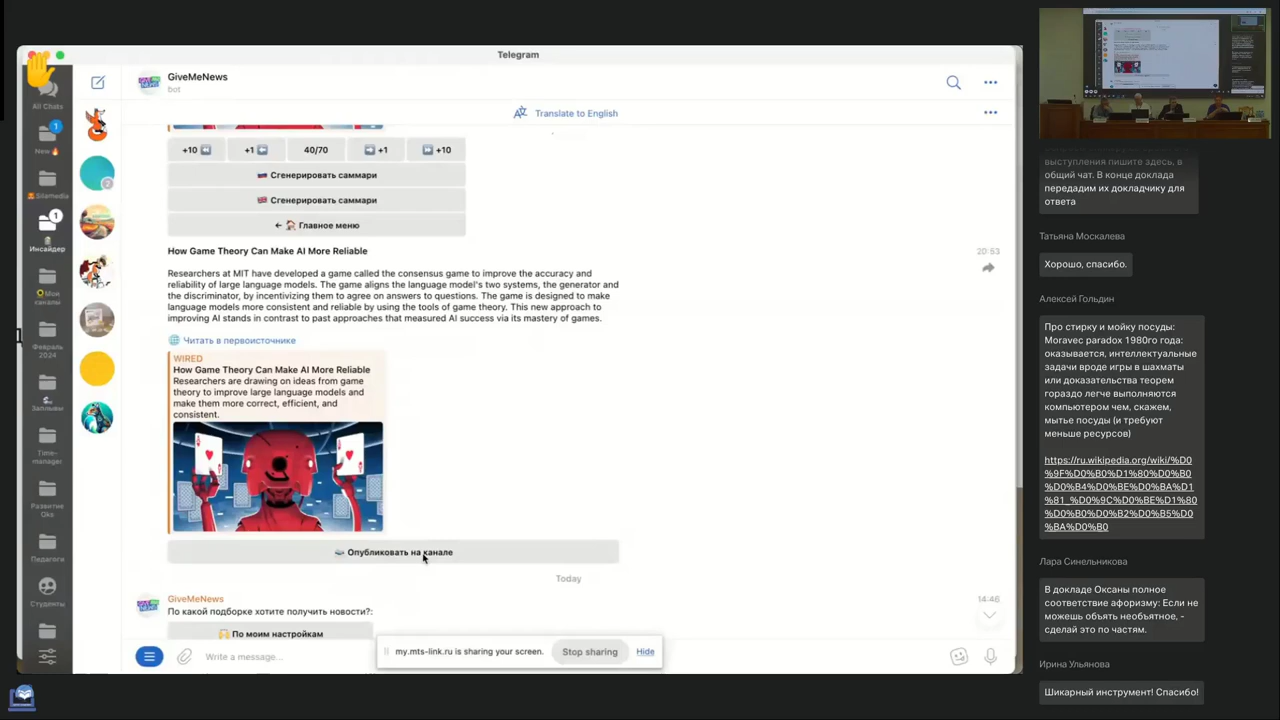 Telegram
All Chats
New
1
Silamedia
1
Инсайдер
Мои каналы
Февраль 2024
Заплывы
Time-manager
Развитие Oks
Педагоги
Студенты
2
GiveMeNews
bot
Translate to English
+10
+1
40/70
+1
+10
Сгенерировать саммари
Сгенерировать саммари
← Главное меню
How Game Theory Can Make AI More Reliable
20:53
Researchers at MIT have developed a game called the consensus game to improve the accuracy and
reliability of large language models. The game aligns the language model's two systems, the generator and
the discriminator, by incentivizing them to agree on answers to questions. The game is designed to make
language models more consistent and reliable by using the tools of game theory. This new approach to
improving AI stands in contrast to past approaches that measured AI success via its mastery of games.
Читать в первоисточнике
WIRED
How Game Theory Can Make AI More Reliable
Researchers are drawing on ideas from game
theory to improve large language models and
make them more correct, efficient, and
consistent.
Опубликовать на канале
Today
GiveMeNews
14:46
По какой подборке хотите получить новости?:
По моим настройкам
Write a message...
my.mts-link.ru is sharing your screen.
Stop sharing
Hide
выступления пишите здесь, в
общий чат. В конце доклада
передадим их докладчику для
ответа
Татьяна Москалева
Хорошо, спасибо.
Алексей Гольдин
Про стирку и мойку посуды:
Moravec paradox 1980го года:
оказывается, интеллектуальные
задачи вроде игры в шахматы
или доказательства теорем
гораздо легче выполняются
компьютером чем, скажем,
мытье посуды (и требуют
меньше ресурсов)
https://ru.wikipedia.org/wiki/%D0
%9F%D0%B0%D1%80%D0%B0
%D0%B4%D0%BE%D0%BA%D1
%81_%D0%9C%D0%BE%D1%80
%D0%B0%D0%B2%D0%B5%D0
%BA%D0%B0
Лара Синельникова
В докладе Оксаны полное
соответствие афоризму: Если не
можешь объять необъятное, -
сделай это по частям.
Ирина Ульянова
Шикарный инструмент! Спасибо!